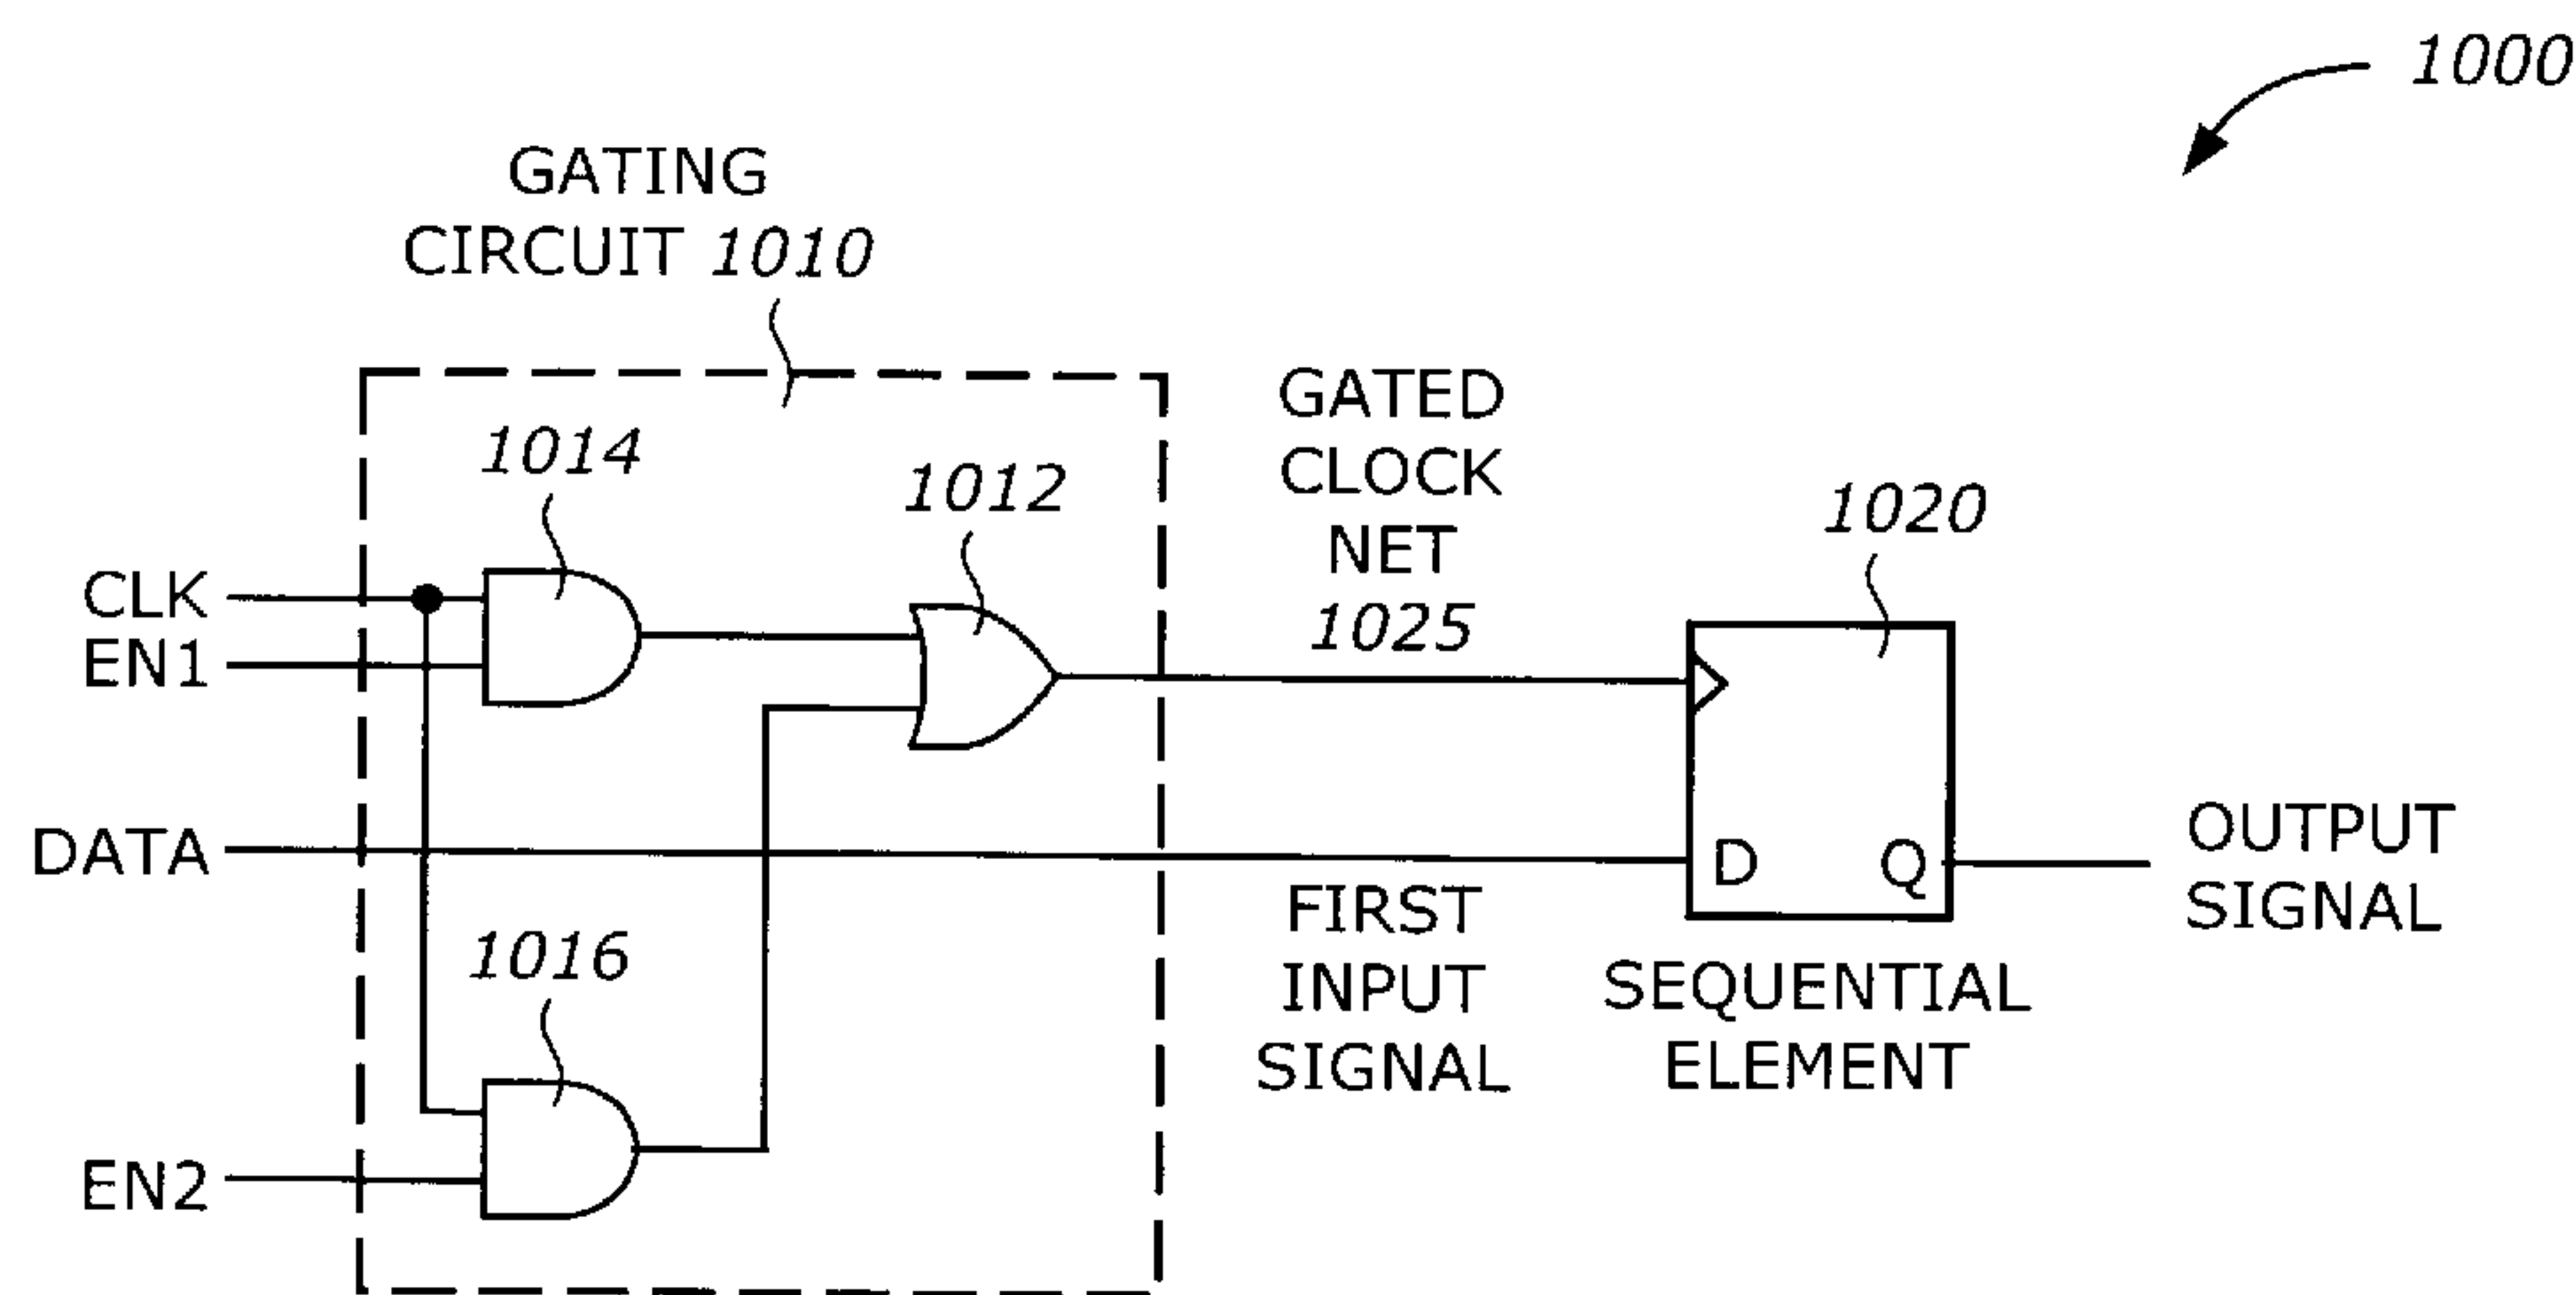 1000
GATING
CIRCUIT 1010
1014
1012
GATED
CLOCK
NET
1025
1020
CLK
EN1
DATA
D
Q
OUTPUT
SIGNAL
FIRST
INPUT
SIGNAL
SEQUENTIAL
ELEMENT
1016
EN2